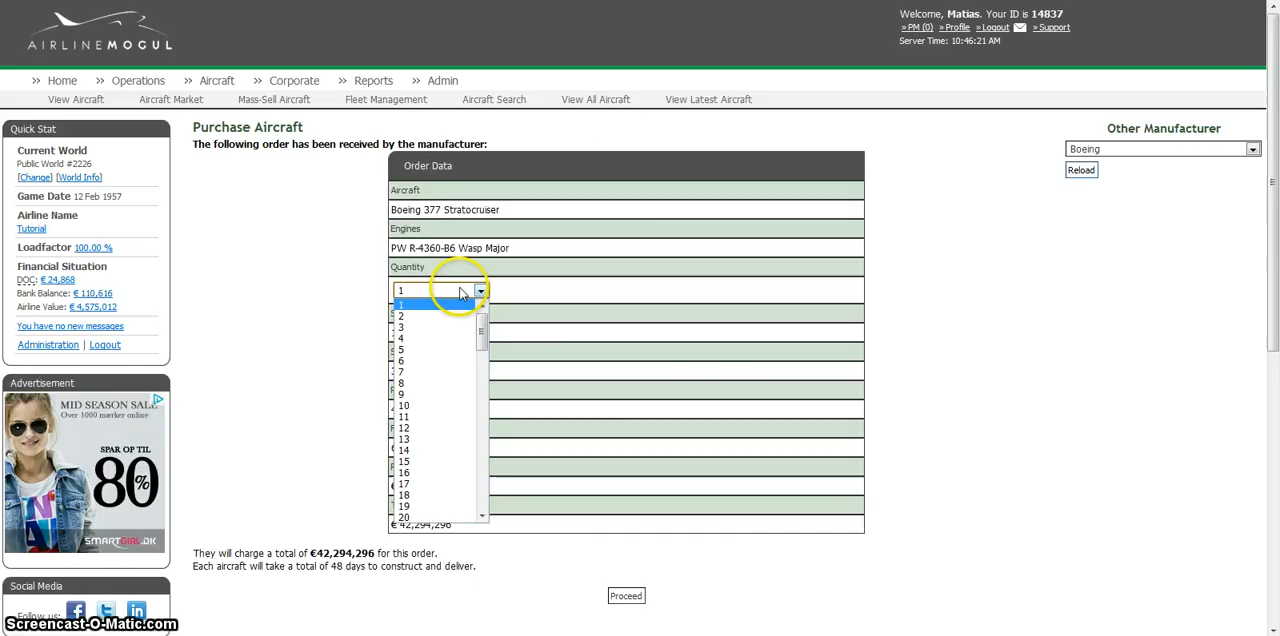 AIRLINEMOGUL
Welcome, Matias. Your ID is 14837
» PM (0) » Profile » Logout » Support
Server Time: 10:46:21 AM
» Home » Operations » Aircraft » Corporate » Reports » Admin
View Aircraft Aircraft Market Mass-Sell Aircraft Fleet Management Aircraft Search View All Aircraft View Latest Aircraft
Quick Stat
Current World
Public World #2226
[Change] [World Info]
Game Date 12 Feb 1957
Airline Name
Tutorial
Loadfactor 100.00 %
Financial Situation
DOC: € 24,868
Bank Balance: € 110,616
Airline Value: € 4,575,012
You have no new messages
Administration | Logout
Advertisement
MID SEASON SALE
Over 1000 mærker online
SPAR OP TIL
80%
SMARTGIRL.DK
Social Media
Follow us:
Screencast-O-Matic.com
Purchase Aircraft
The following order has been received by the manufacturer:
Order Data
Aircraft
Boeing 377 Stratocruiser
Engines
PW R-4360-B6 Wasp Major
Quantity
1
1
2
3
4
5
6
7
8
9
10
11
12
13
14
15
16
17
18
19
20
€ 42,294,296
They will charge a total of €42,294,296 for this order.
Each aircraft will take a total of 48 days to construct and deliver.
Proceed
Other Manufacturer
Boeing
Reload